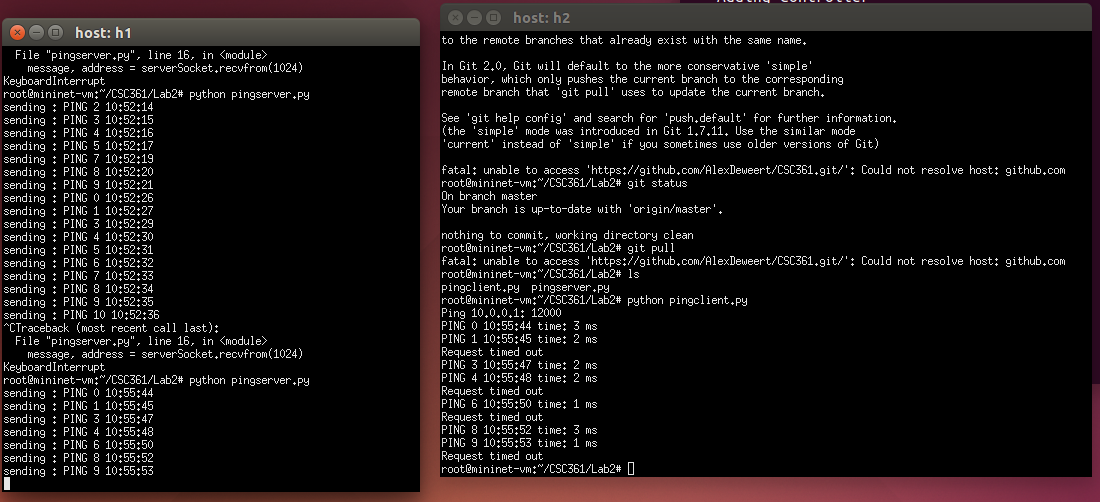 Adding Controller
host: h1
File "pingserver.py", line 16, in <module>
message, address = serverSocket.recvfrom(1024)
KeyboardInterrupt
root@mininet-vm:~/CSC361/Lab2# python pingserver.py
sending : PING 2 10:52:14
sending : PING 3 10:52:15
sending : PING 4 10:52:16
sending : PING 5 10:52:17
sending : PING 7 10:52:19
sending : PING 8 10:52:20
sending : PING 9 10:52:21
sending : PING 0 10:52:26
sending : PING 1 10:52:27
sending : PING 3 10:52:29
sending : PING 4 10:52:30
sending : PING 5 10:52:31
sending : PING 6 10:52:32
sending : PING 7 10:52:33
sending : PING 8 10:52:34
sending : PING 9 10:52:35
sending : PING 10 10:52:36
^CTraceback (most recent call last):
File "pingserver.py", line 16, in <module>
message, address = serverSocket.recvfrom(1024)
KeyboardInterrupt
root@mininet-vm:~/CSC361/Lab2# python pingserver.py
sending : PING 0 10:55:44
sending : PING 1 10:55:45
sending : PING 3 10:55:47
sending : PING 4 10:55:48
sending : PING 6 10:55:50
sending : PING 8 10:55:52
sending : PING 9 10:55:53
host: h2
to the remote branches that already exist with the same name.
In Git 2.0, Git will default to the more conservative 'simple'
behavior, which only pushes the current branch to the corresponding
remote branch that 'git pull' uses to update the current branch.
See 'git help config' and search for 'push.default' for further information.
(the 'simple' mode was introduced in Git 1.7.11. Use the similar mode
'current' instead of 'simple' if you sometimes use older versions of Git)
fatal: unable to access 'https://github.com/AlexDeweert/CSC361.git/': Could not resolve host: github.com
root@mininet-vm:~/CSC361/Lab2# git status
On branch master
Your branch is up-to-date with 'origin/master'.
nothing to commit, working directory clean
root@mininet-vm:~/CSC361/Lab2# git pull
fatal: unable to access 'https://github.com/AlexDeweert/CSC361.git/': Could not resolve host: github.com
root@mininet-vm:~/CSC361/Lab2# ls
pingclient.py pingserver.py
root@mininet-vm:~/CSC361/Lab2# python pingclient.py
Ping 10.0.0.1: 12000
PING 0 10:55:44 time: 3 ms
PING 1 10:55:45 time: 2 ms
Request timed out
PING 3 10:55:47 time: 2 ms
PING 4 10:55:48 time: 2 ms
Request timed out
PING 6 10:55:50 time: 1 ms
Request timed out
PING 8 10:55:52 time: 3 ms
PING 9 10:55:53 time: 1 ms
Request timed out
root@mininet-vm:~/CSC361/Lab2#